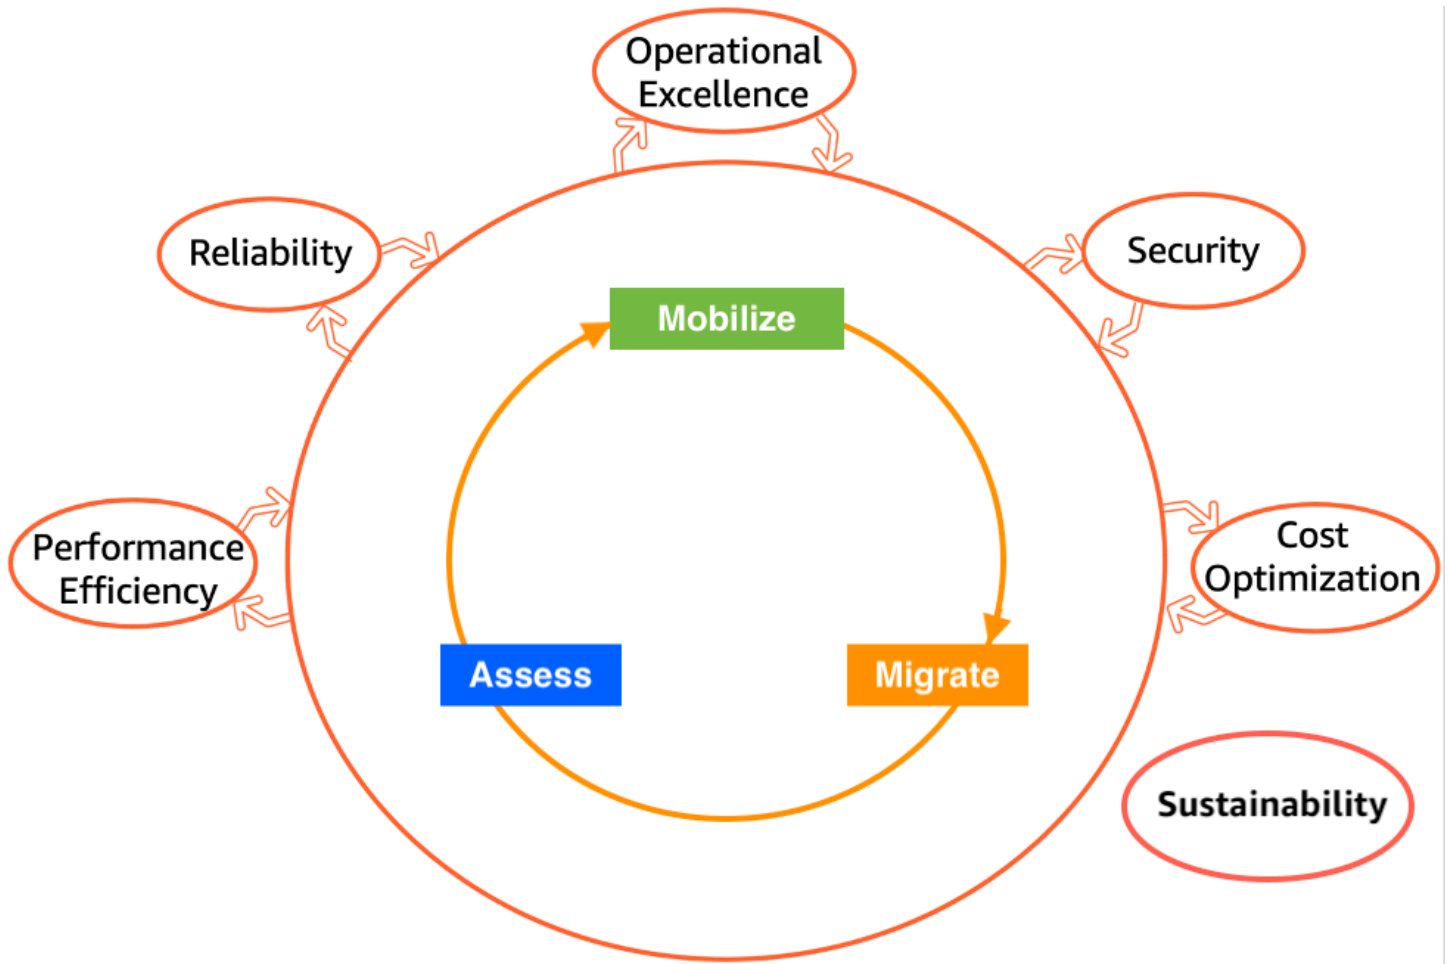 Operational
Excellence
Reliability
Security
Mobilize
Performance
Efficiency
Cost
Optimization
Assess
Migrate
Sustainability